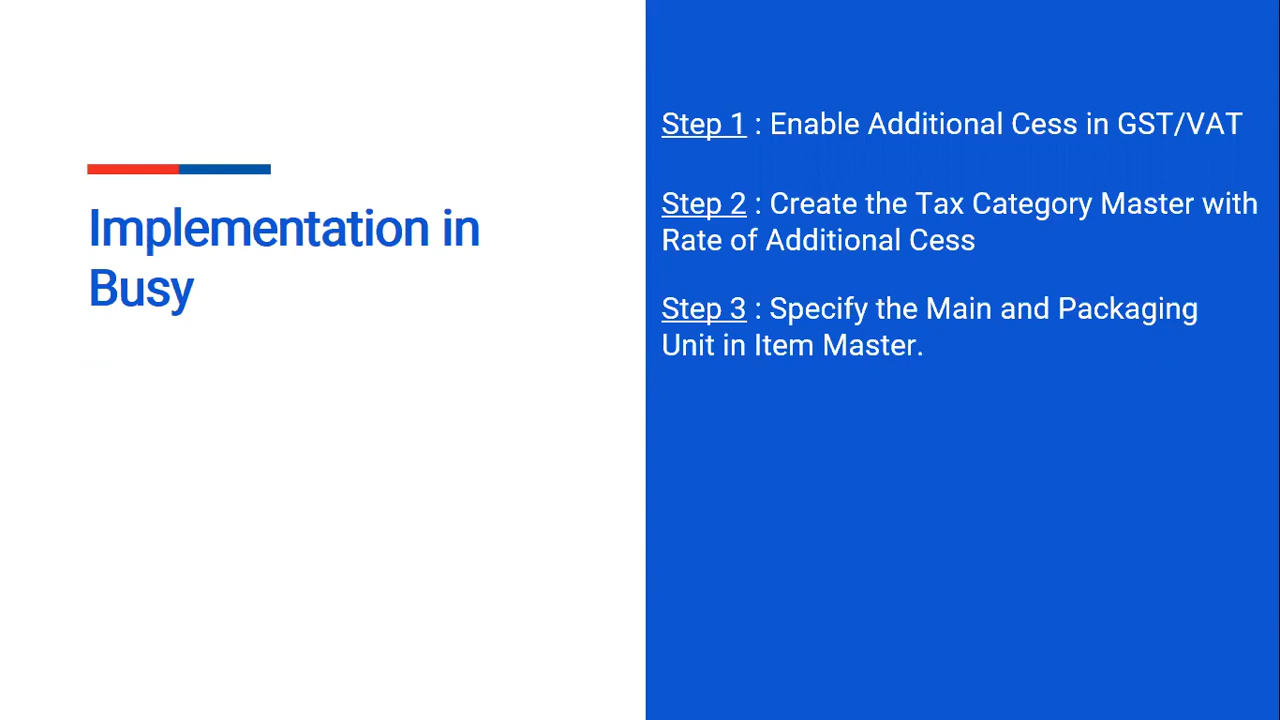 Implementation in
Busy
Step 1 : Enable Additional Cess in GST/VAT
Step 2 : Create the Tax Category Master with
Rate of Additional Cess
Step 3 : Specify the Main and Packaging
Unit in Item Master.